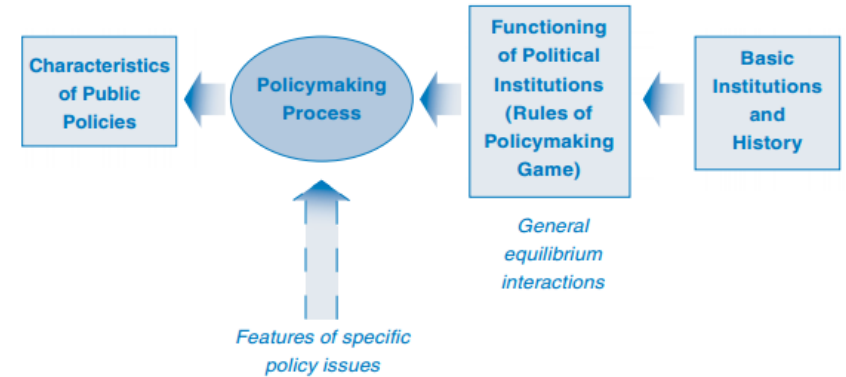 Characteristics
of Public
Policies
Policymaking
Process
Functioning
of Political
Institutions
(Rules of
Policymaking
Game)
Basic
Institutions
and
History
General
equilibrium
interactions
Features of specific
policy issues